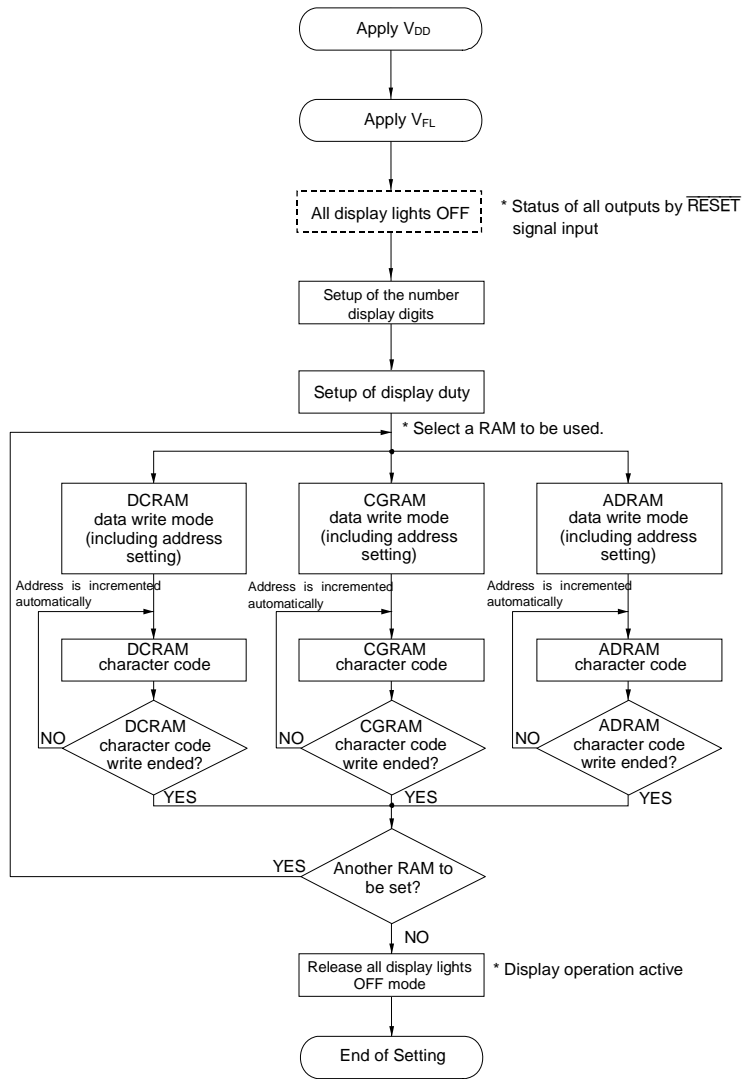 Apply VDD
Apply VFL
All display lights OFF
* Status of all outputs by RESET
signal input
Setup of the number
display digits
Setup of display duty
* Select a RAM to be used.
DCRAM
data write mode
(including address
setting)
CGRAM
data write mode
(including address
setting)
ADRAM
data write mode
(including address
setting)
Address is incremented
automatically
Address is incremented
automatically
Address is incremented
automatically
DCRAM
character code
CGRAM
character code
ADRAM
character code
NO
DCRAM
character code
write ended?
NO
CGRAM
character code
write ended?
NO
ADRAM
character code
write ended?
YES
YES
YES
YES
Another RAM to
be set?
NO
Release all display lights
OFF mode
* Display operation active
End of Setting